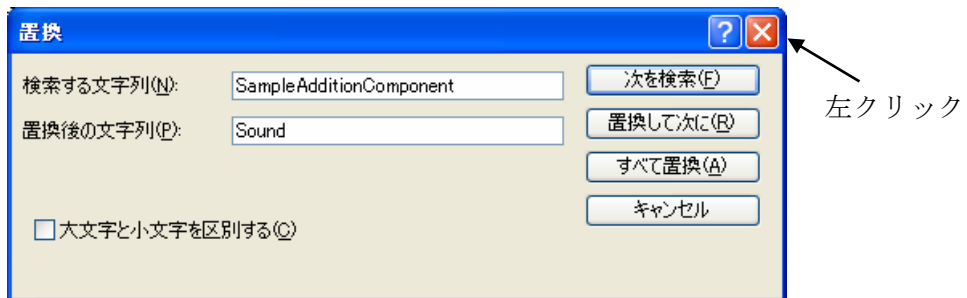 置換
検索する文字列(N): SampleAdditionComponent 次を検索(F)
左クリック
置換後の文字列(P): Sound 置換して次に(R)
すべて置換(A)
キャンセル
大文字と小文字を区別する(C)